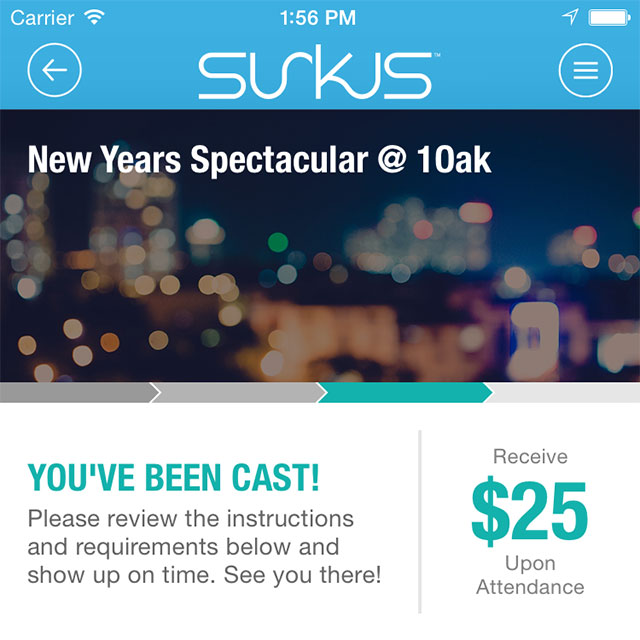 Carrier 1:56 PM
SURKUS™
New Years Spectacular @ 10ak
YOU'VE BEEN CAST!
Please review the instructions
and requirements below and
show up on time. See you there!
Receive
$25
Upon
Attendance